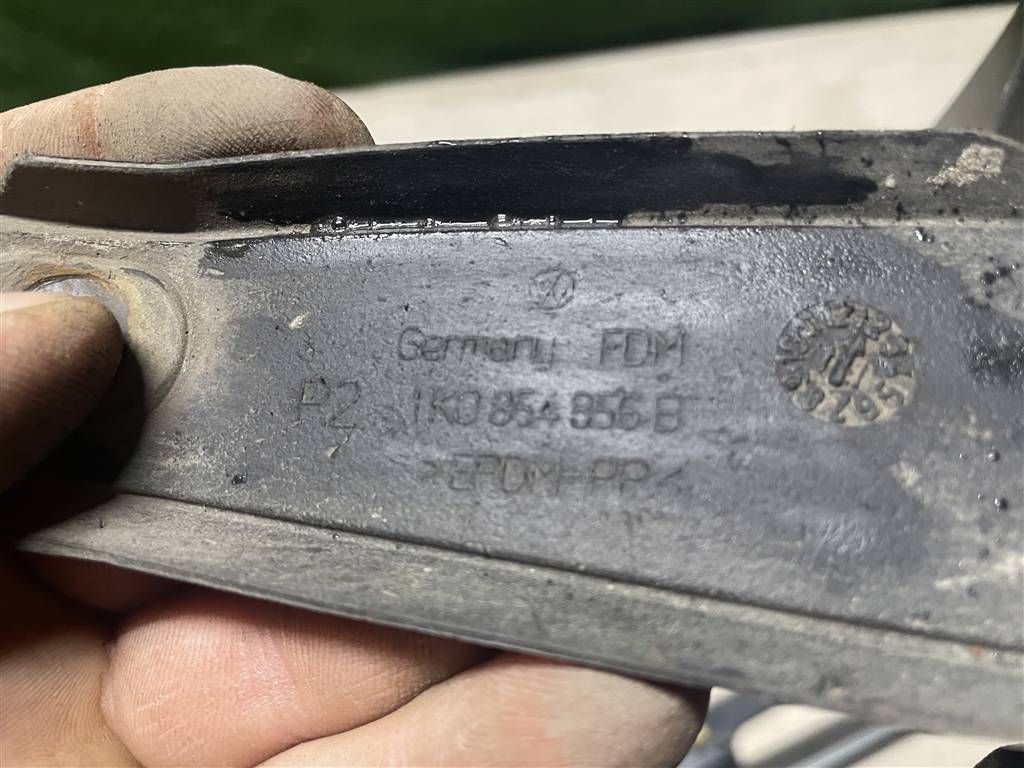 Germany FDM
P2 1K0 854 856 B
>EPDM-PP<